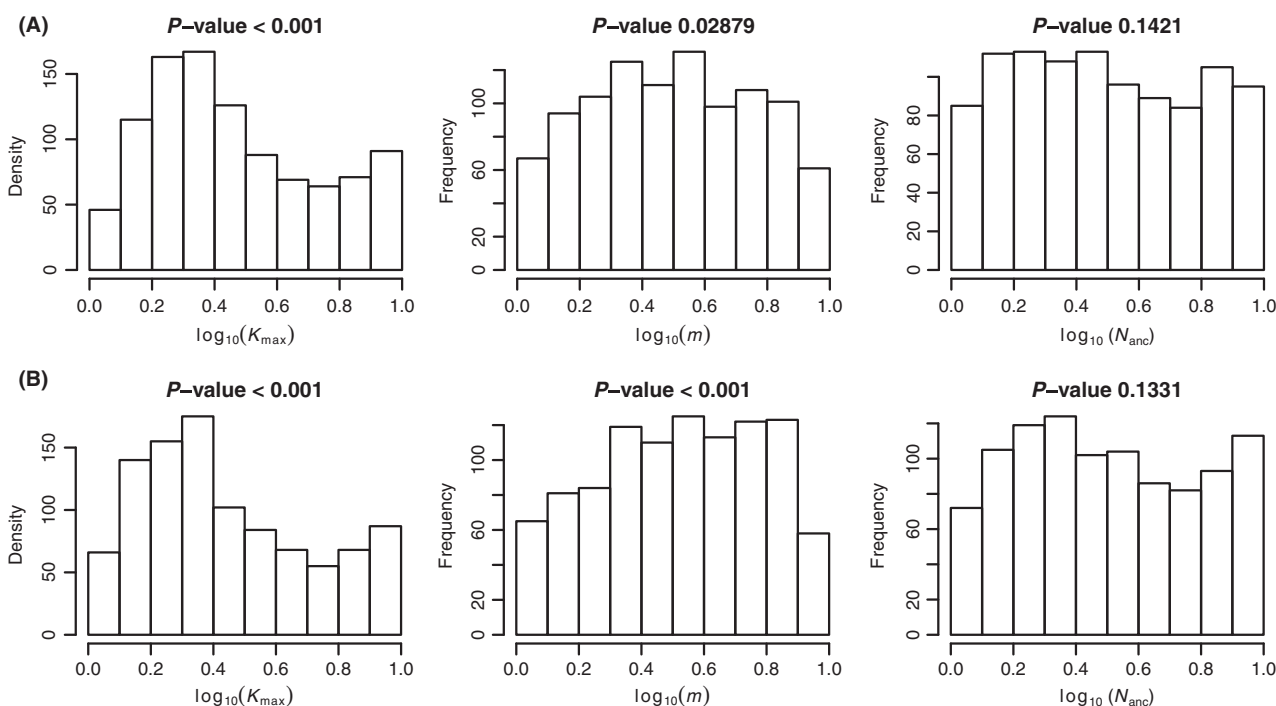 (A)
P–value < 0.001
P–value 0.02879
P–value 0.1421
Density
0 50 100 150
0.0 0.2 0.4 0.6 0.8 1.0
log10(Kmax)
Frequency
0 20 60 100
0.0 0.2 0.4 0.6 0.8 1.0
log10(m)
Frequency
0 20 40 60 80
0.0 0.2 0.4 0.6 0.8 1.0
log10 (Nanc)
(B)
P–value < 0.001
P–value < 0.001
P–value 0.1331
Density
0 50 100 150
0.0 0.2 0.4 0.6 0.8 1.0
log10(Kmax)
Frequency
0 20 60 100
0.0 0.2 0.4 0.6 0.8 1.0
log10(m)
Frequency
0 20 60 100
0.0 0.2 0.4 0.6 0.8 1.0
log10 (Nanc)